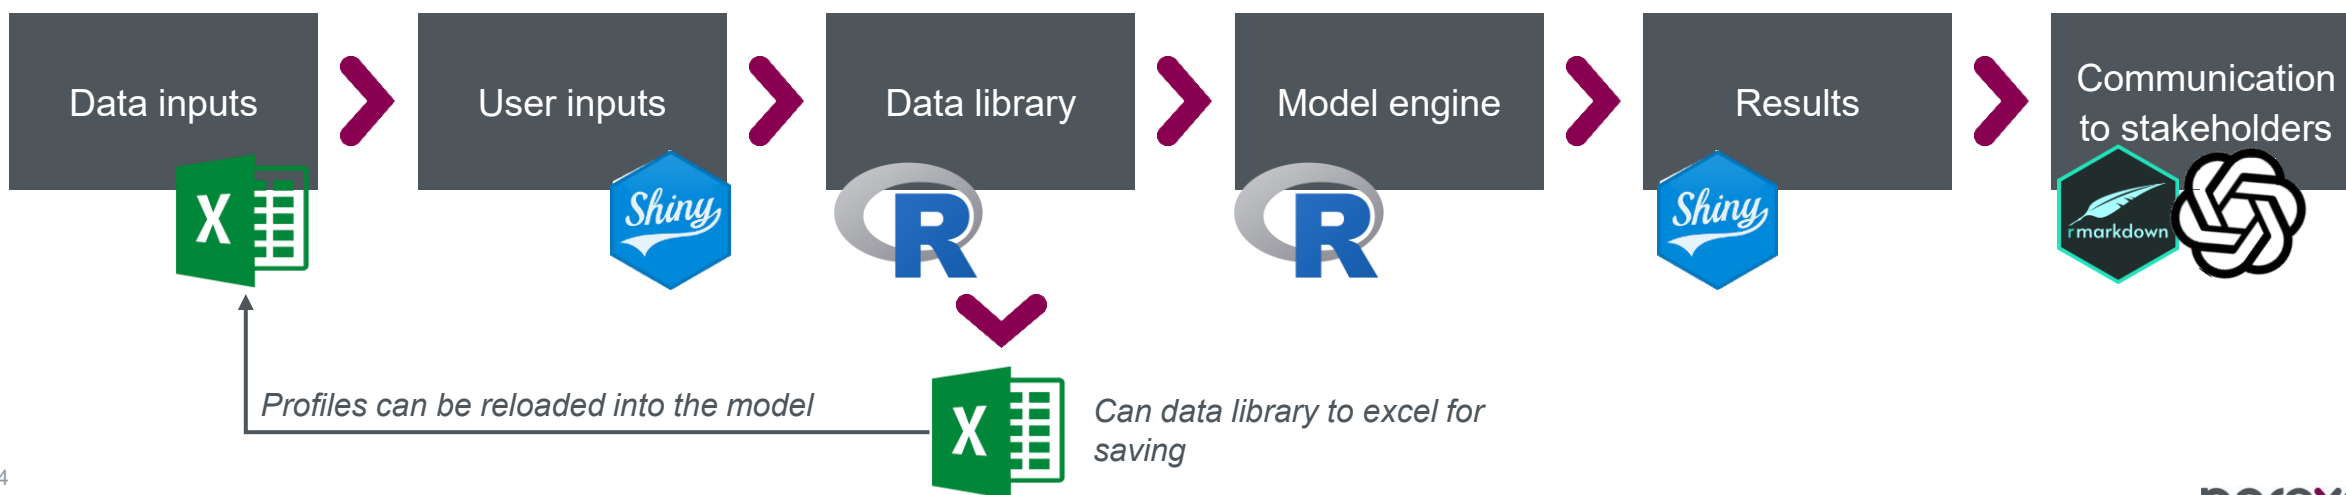 Data inputs
User inputs
Data library
Model engine
Results
Communication
to stakeholders
X
Shiny
R
R
Shiny
rmarkdown
Profiles can be reloaded into the model
X
Can data library to excel for
saving
4